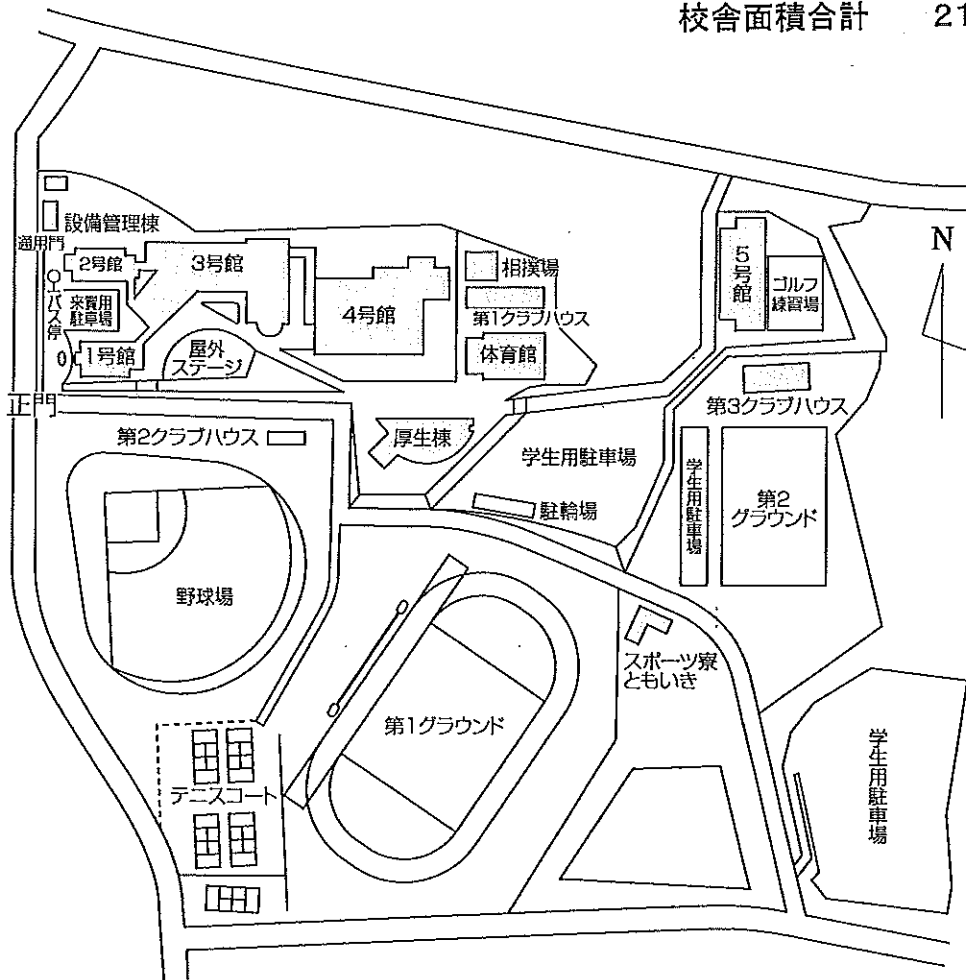 校舎面積合計 21
設備管理棟
通用門
2号館
3号館
バス停
来賓用
駐車場
1号館
屋外
ステージ
4号館
相撲場
第1クラブハウス
体育館
5号館
ゴルフ
練習場
N
正門
第2クラブハウス
厚生棟
学生用駐車場
駐輪場
第3クラブハウス
学生用駐車場
第2
グラウンド
野球場
スポーツ寮
ともいき
第1グラウンド
テニスコート
学生用駐車場